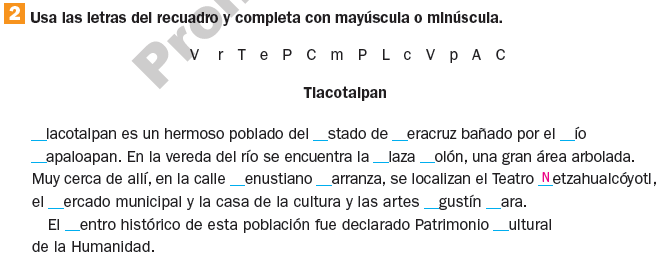 2 Usa las letras del recuadro y completa con mayúscula o minúscula.
V r T e P C m P L c V p A C
Tlacotalpan
__lacotalpan es un hermoso poblado del __stado de __eracruz bañado por el __ío
__apaloapan. En la vereda del río se encuentra la __laza __olón, una gran área arbolada.
Muy cerca de allí, en la calle __enustiano __arranza, se localizan el Teatro Netzahualcóyotl,
el __ercado municipal y la casa de la cultura y las artes __gustín __ara.
El __entro histórico de esta población fue declarado Patrimonio __ultural
de la Humanidad.